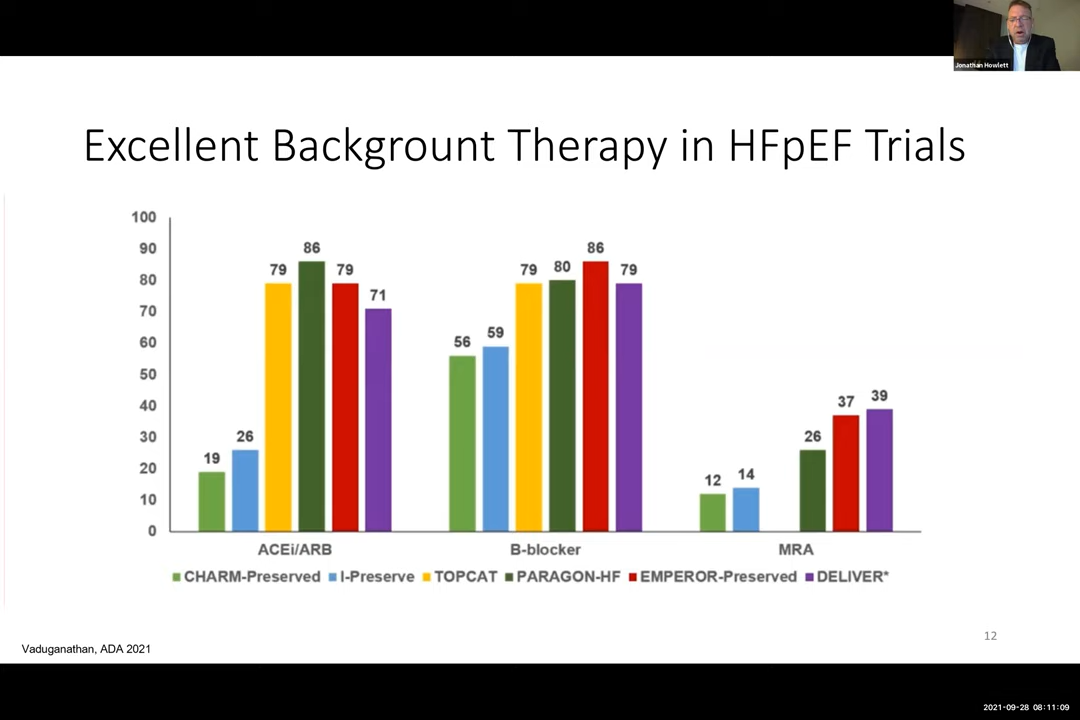 Jonathan Howlett
Excellent Backgrount Therapy in HFpEF Trials
100
90
80
70
60
50
40
30
20
10
0
19 26 79 86 79 71
56 59 79 80 86 79
12 14 26 37 39
ACEi/ARB B-blocker MRA
CHARM-Preserved I-Preserve TOPCAT PARAGON-HF EMPEROR-Preserved DELIVER*
12
Vaduganathan, ADA 2021
2021-09-28 08:11:09